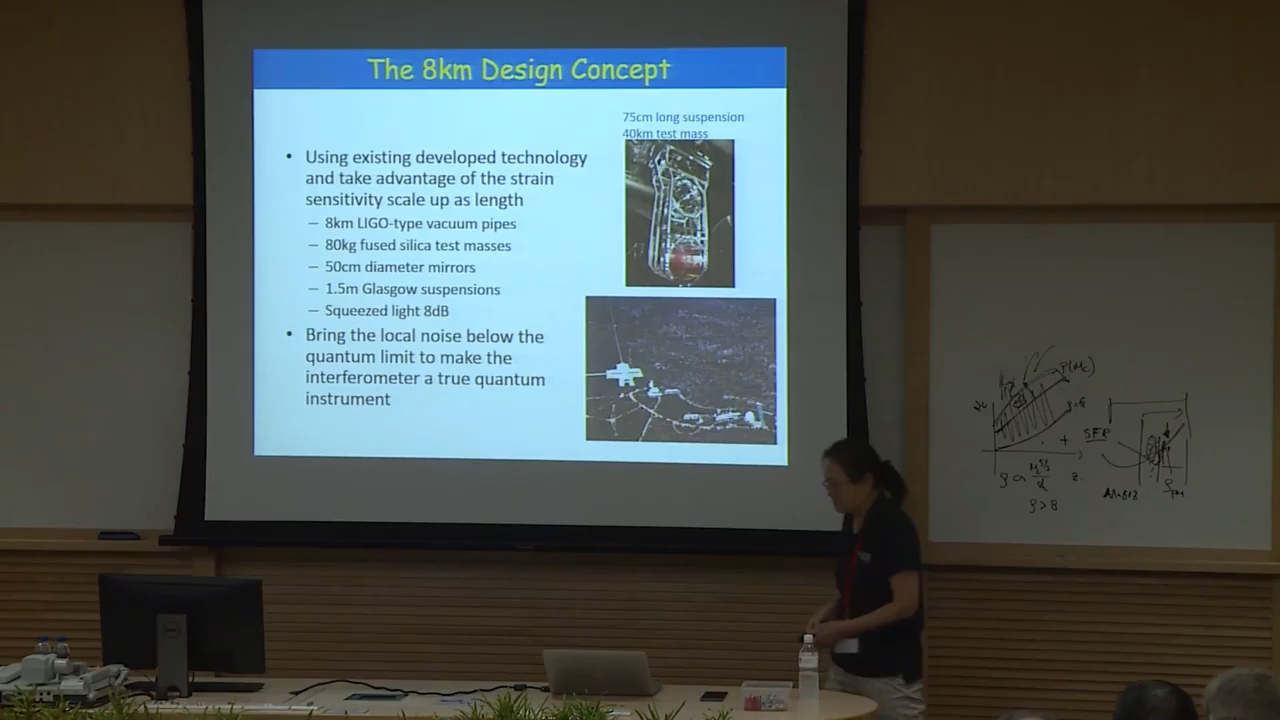 The 8km Design Concept
75cm long suspension
40km test mass
• Using existing developed technology
and take advantage of the strain
sensitivity scale up as length
– 8km LIGO-type vacuum pipes
– 80kg fused silica test masses
– 50cm diameter mirrors
– 1.5m Glasgow suspensions
– Squeezed light 8dB
• Bring the local noise below the
quantum limit to make the
interferometer a true quantum
instrument
SFR
z
ρ>8